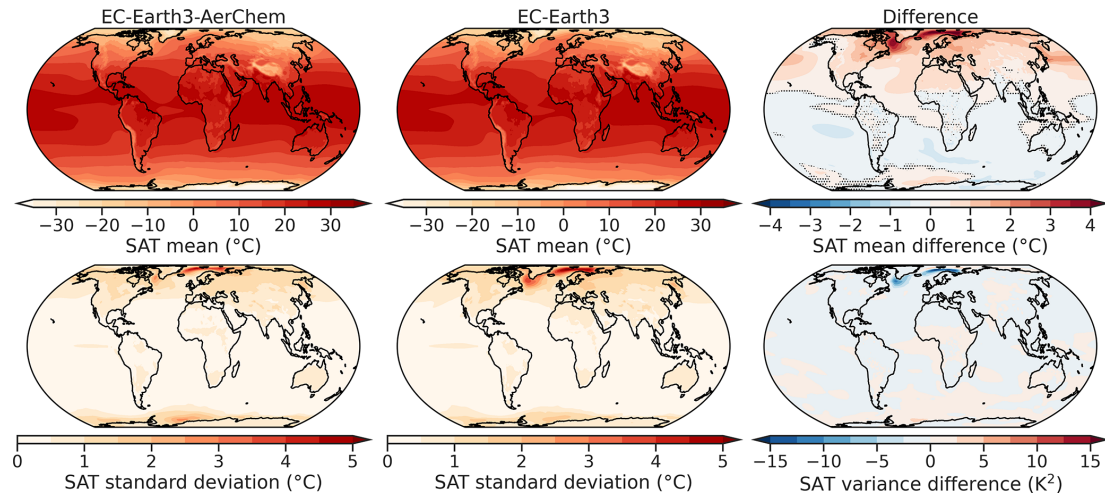 EC-Earth3-AerChem EC-Earth3 Difference
−30 −20 −10 0 10 20 30 −30 −20 −10 0 10 20 30 −4 −3 −2 −1 0 1 2 3 4
SAT mean (°C) SAT mean (°C) SAT mean difference (°C)
0 1 2 3 4 5 0 1 2 3 4 5 −15 −10 −5 0 5 10 15
SAT standard deviation (°C) SAT standard deviation (°C) SAT variance difference (K²)